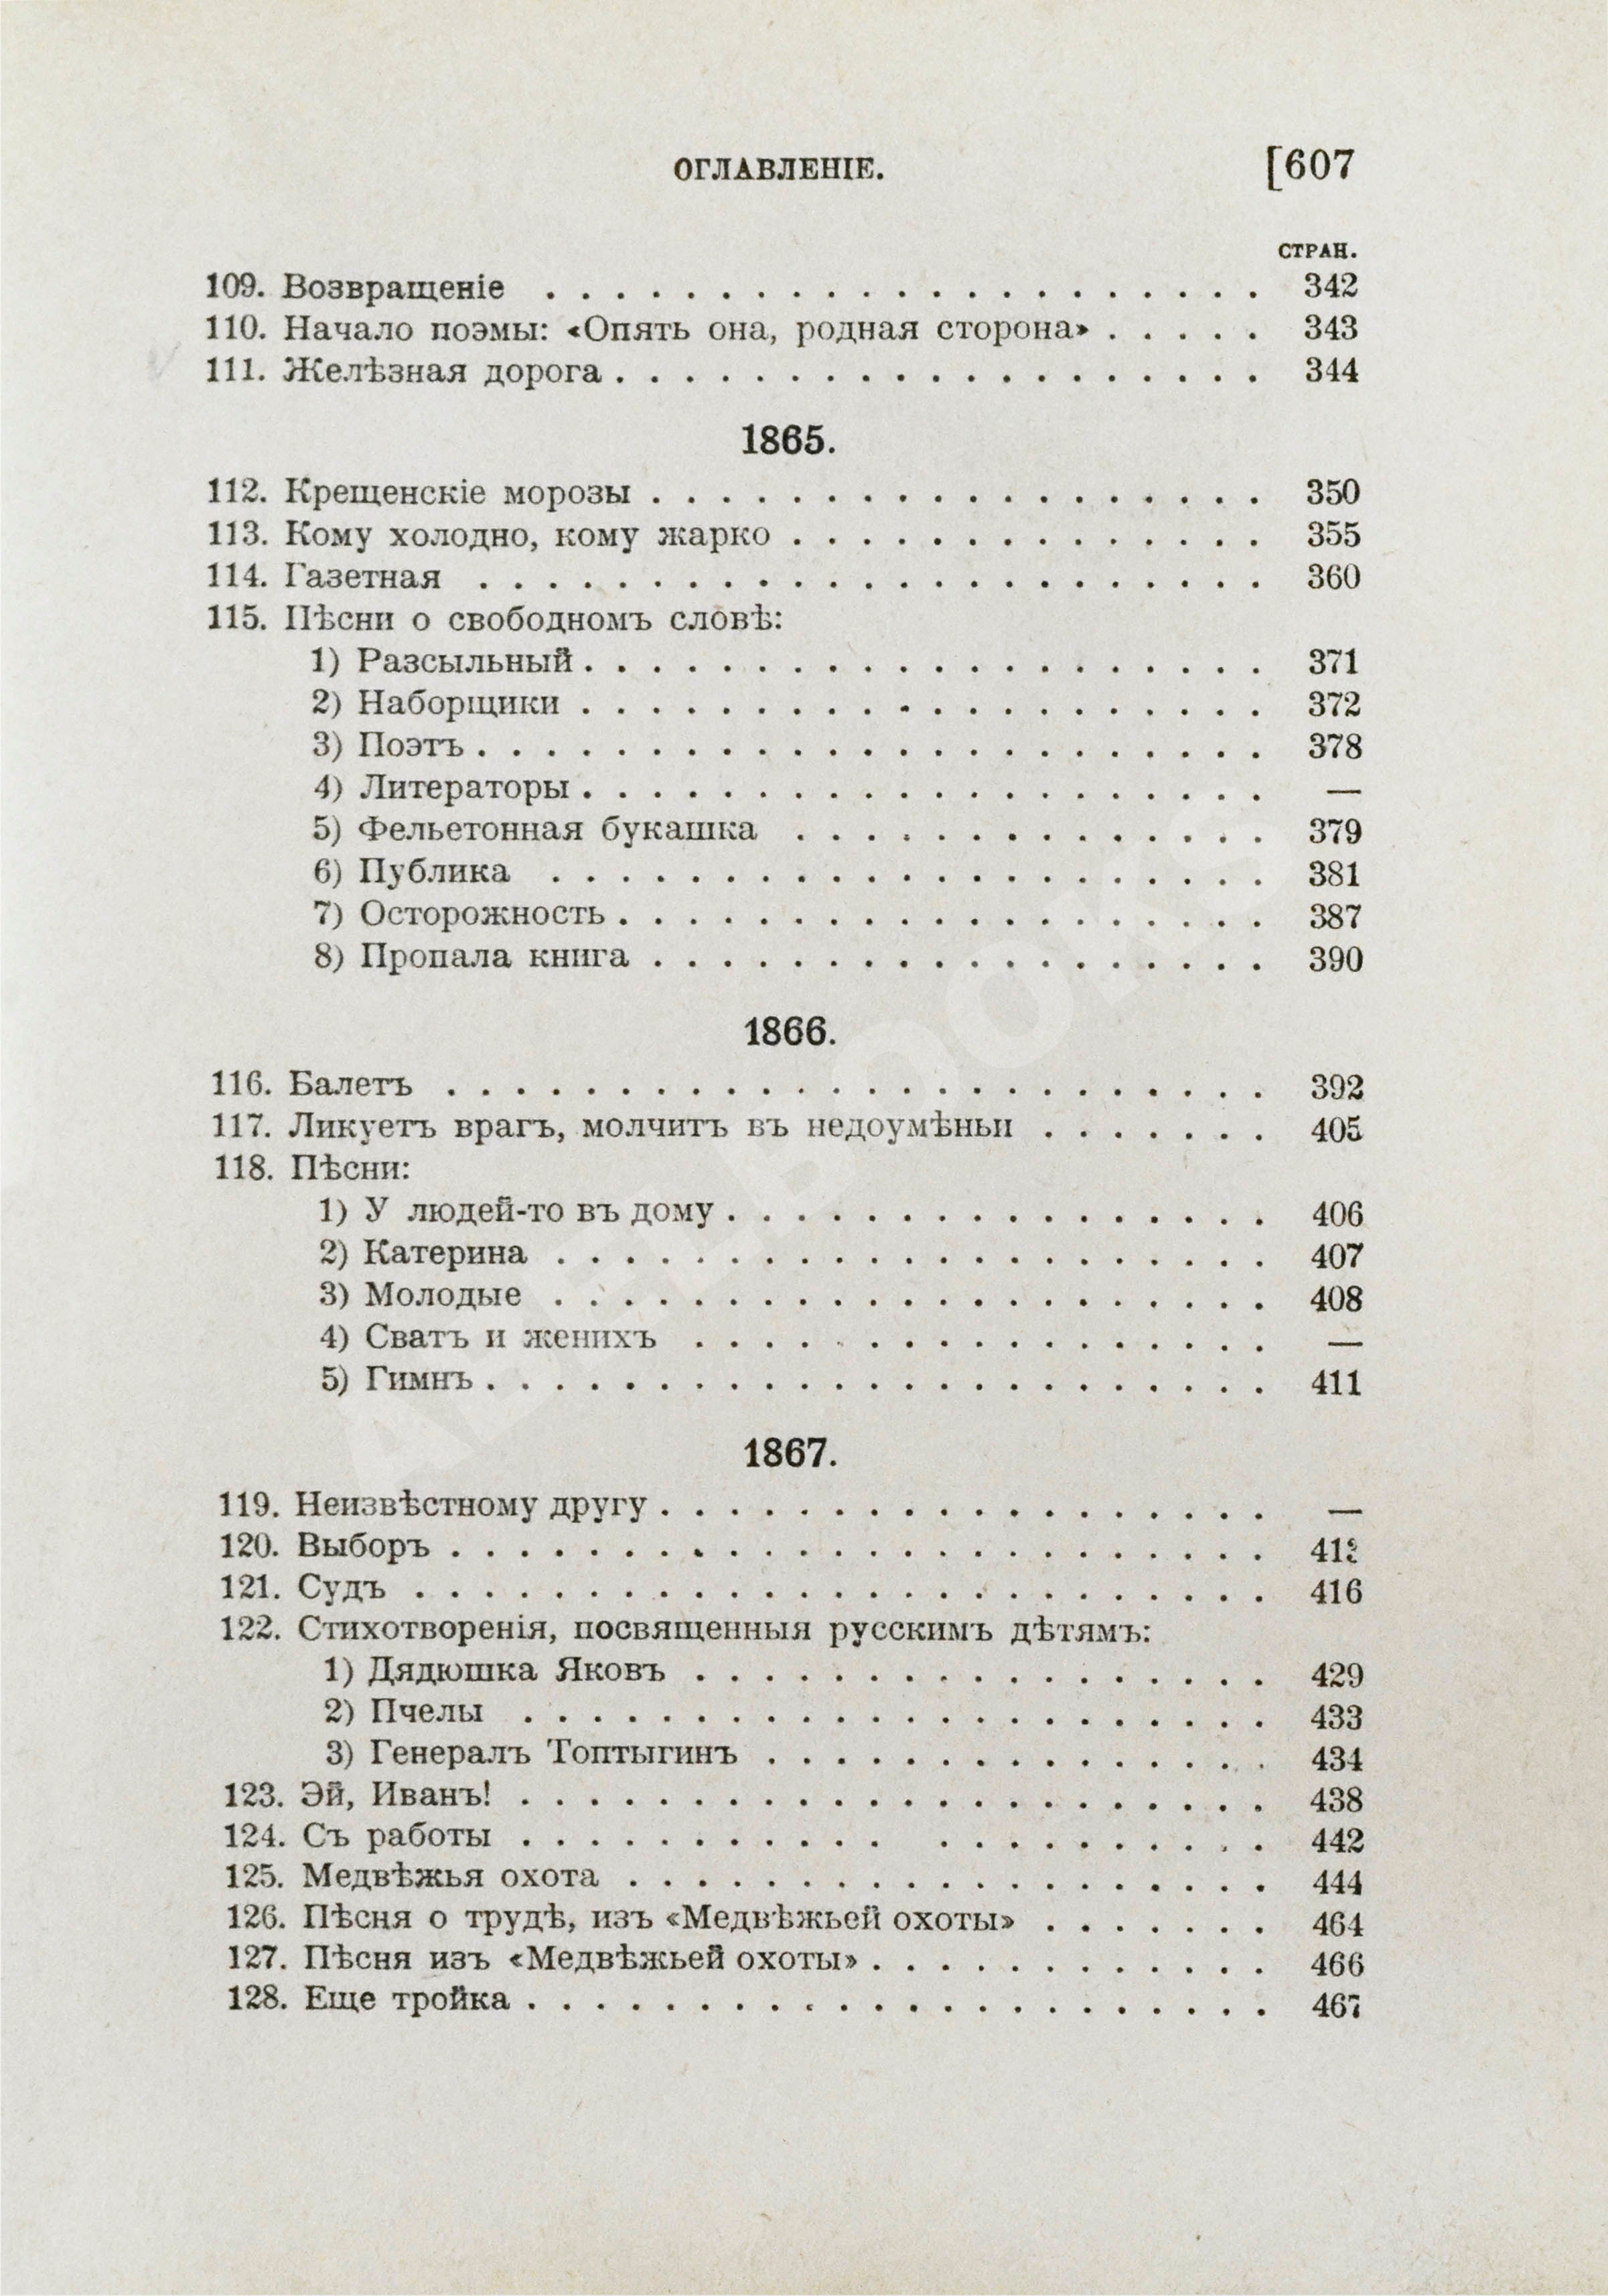 ОГЛАВЛЕНІЕ. [607
СТРАН.
109. Возвращеніе . . . . . . . . . . . . . . . . . . . . . 342
110. Начало поэмы: «Опять она, родная сторона» . . . . . 343
111. Желѣзная дорога . . . . . . . . . . . . . . . . . . . 344
1865.
112. Крещенскіе морозы . . . . . . . . . . . . . . . . . . 350
113. Кому холодно, кому жарко . . . . . . . . . . . . . . 355
114. Газетная . . . . . . . . . . . . . . . . . . . . . . . 360
115. Пѣсни о свободномъ словѣ:
1) Разсыльный . . . . . . . . . . . . . . . . . . . . 371
2) Наборщики . . . . . . . . . . . . . . . . . . . . 372
3) Поэтъ . . . . . . . . . . . . . . . . . . . . . . . 378
4) Литераторы . . . . . . . . . . . . . . . . . . . . —
5) Фельетонная букашка . . . . . . . . . . . . . . 379
6) Публика . . . . . . . . . . . . . . . . . . . . . 381
7) Осторожность . . . . . . . . . . . . . . . . . . . 387
8) Пропала книга . . . . . . . . . . . . . . . . . . 390
1866.
116. Балетъ . . . . . . . . . . . . . . . . . . . . . . . . 392
117. Ликуетъ врагъ, молчитъ въ недоумѣньи . . . . . . . 405
118. Пѣсни:
1) У людей-то въ дому . . . . . . . . . . . . . . . . 406
2) Катерина . . . . . . . . . . . . . . . . . . . . . 407
3) Молодые . . . . . . . . . . . . . . . . . . . . . 408
4) Сватъ и женихъ . . . . . . . . . . . . . . . . . —
5) Гимнъ . . . . . . . . . . . . . . . . . . . . . . . 411
1867.
119. Неизвѣстному другу . . . . . . . . . . . . . . . . . . —
120. Выборъ . . . . . . . . . . . . . . . . . . . . . . . .
121. Судъ . . . . . . . . . . . . . . . . . . . . . . . . . 416
122. Стихотворенія, посвященныя русскимъ дѣтямъ:
1) Дядюшка Яковъ . . . . . . . . . . . . . . . . . 429
2) Пчелы . . . . . . . . . . . . . . . . . . . . . . 433
3) Генералъ Топтыгинъ . . . . . . . . . . . . . . . 434
123. Эй, Иванъ! . . . . . . . . . . . . . . . . . . . . . . 438
124. Съ работы . . . . . . . . . . . . . . . . . . . . . 442
125. Медвѣжья охота . . . . . . . . . . . . . . . . . . . 444
126. Пѣсня о трудѣ, изъ «Медвѣжьей охоты» . . . . . . . 464
127. Пѣсня изъ «Медвѣжьей охоты» . . . . . . . . . . . . 466
128. Еще тройка . . . . . . . . . . . . . . . . . . . . . . 467